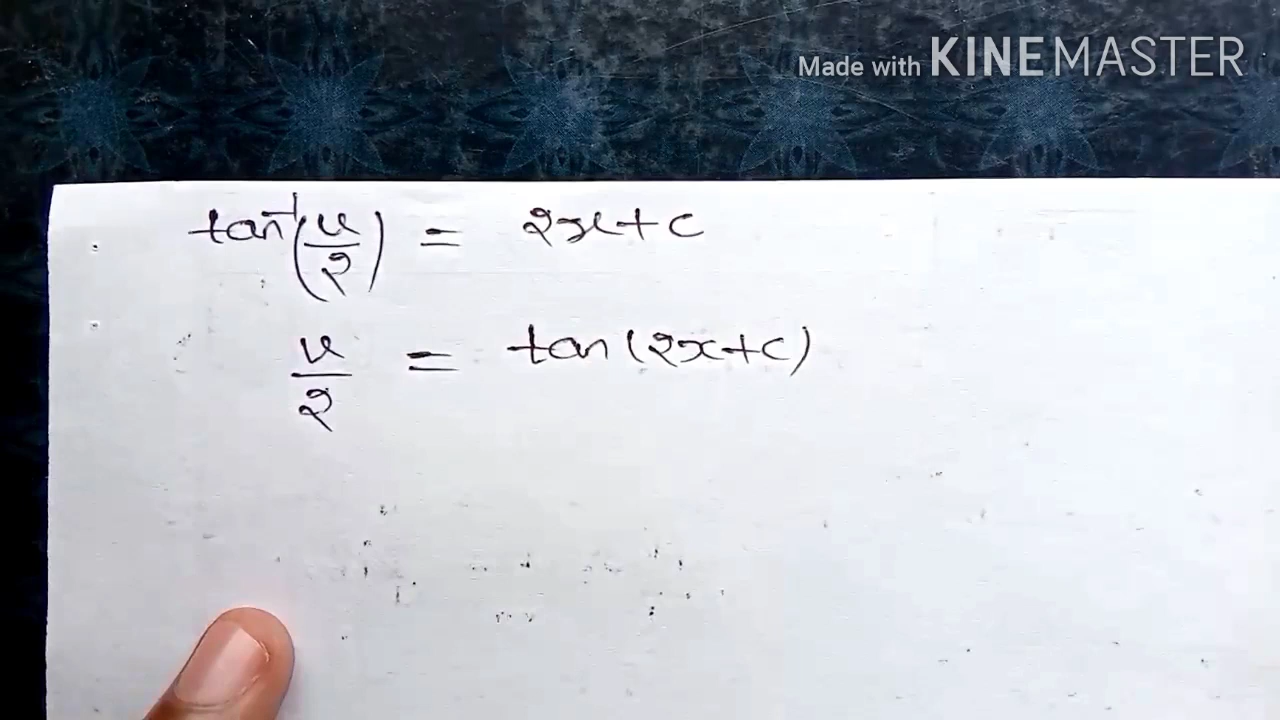 Made with KINEMASTER
tan⁻¹(u/2) = 2x+c
u/2 = tan(2x+c)